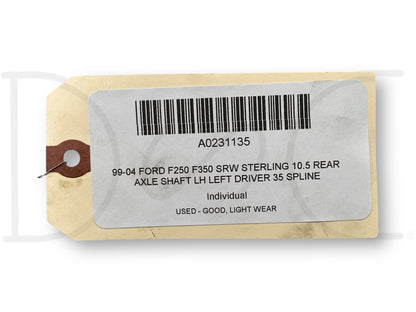 A0231135
99-04 FORD F250 F350 SRW STERLING 10.5 REAR
AXLE SHAFT LH LEFT DRIVER 35 SPLINE
Individual
USED - GOOD, LIGHT WEAR